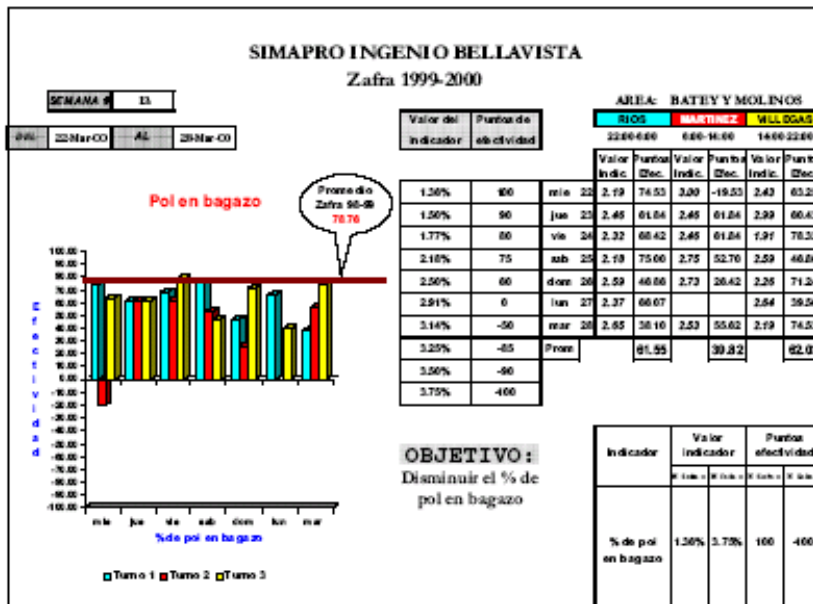 SIMAPRO INGENIO BELLAVISTA
Zafra 1999-2000
SEMANA # 13
DEL 22-Mar-00 AL 28-Mar-00
AREA: BATEY Y MOLINOS
RIOS MARTINEZ VILLEGAS
22:00-6:00 6:00-14:00 14:00-22:00
Valor del indicador Puntos de efectividad
Valor Indic. Puntos Efec. Valor Indic. Puntos Efec. Valor Indic.
1.30% 100 mie 22 2.19 74.53 3.00 -19.53 2.43
1.50% 90 jue 23 2.46 61.84 2.46 61.84 2.39
1.77% 80 vie 24 2.32 68.42 2.46 61.84 1.91
2.18% 75 sab 25 2.18 75.00 2.75 52.70 2.59
2.50% 60 dom 26 2.59 46.86 2.73 26.42 2.26
2.91% 0 lun 27 2.37 66.07 2.64
3.14% -50 mar 28 2.65 38.10 2.53 55.62 2.19
3.25% -85 Prom 61.55 39.82
3.50% -90
3.75% -100
Pol en bagazo
Promedio
Zafra 98-99
78.76
Efectividad
100.00
90.00
80.00
70.00
60.00
50.00
40.00
30.00
20.00
10.00
0.00
-10.00
-20.00
-30.00
-40.00
-50.00
-60.00
-70.00
-80.00
-90.00
-100.00
mie jue vie sab dom lun mar
% de pol en bagazo
Turno 1 Turno 2 Turno 3
OBJETIVO:
Disminuir el % de
pol en bagazo
Indicador Valor indicador Puntos efectividad
% de pol en bagazo 1.30% 3.75% 100